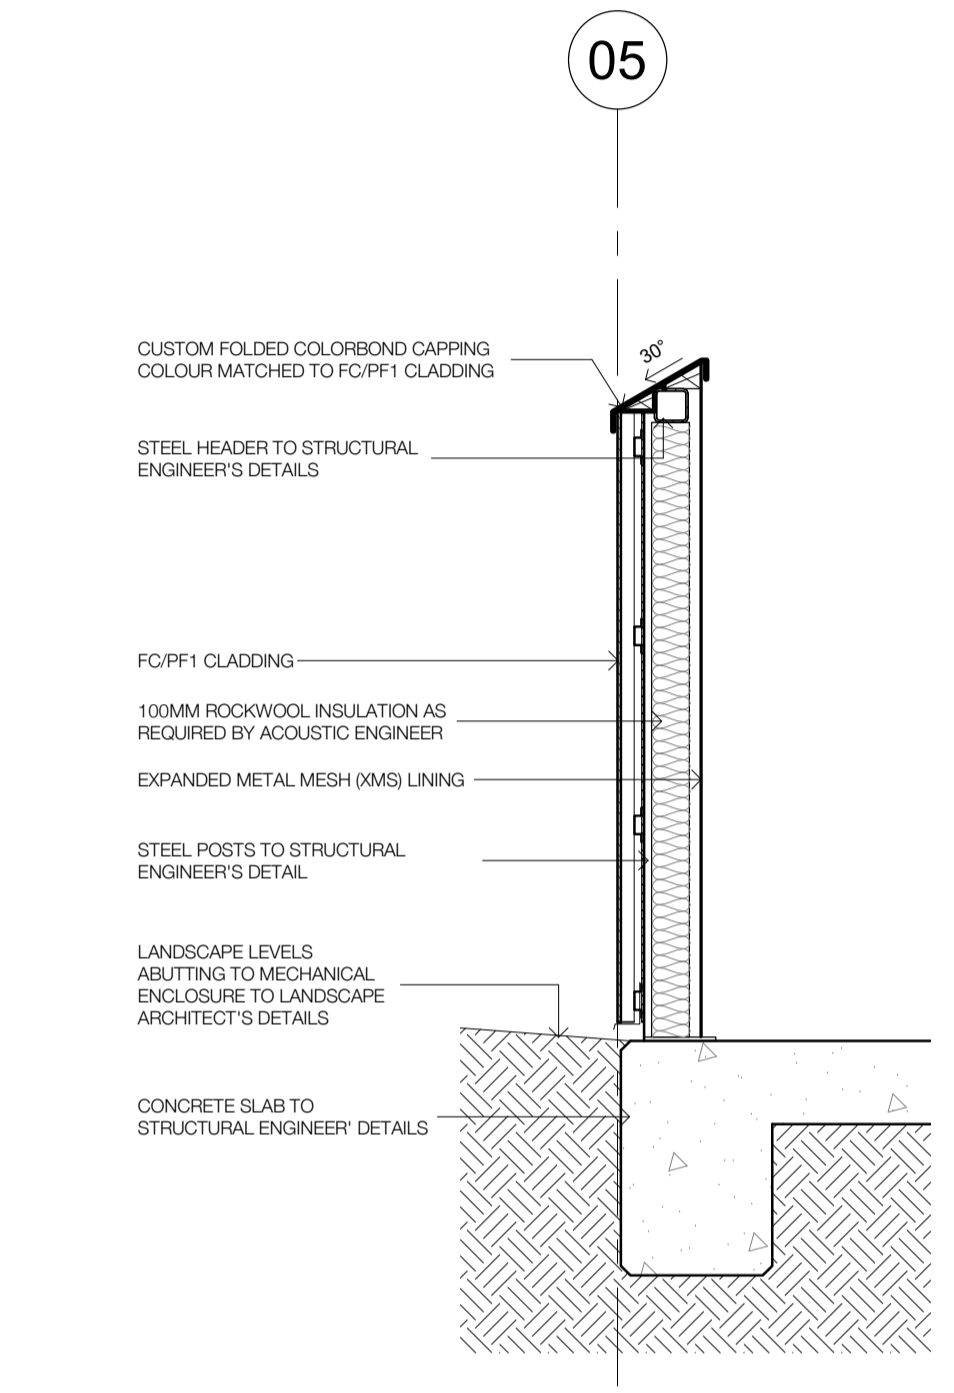 05
30°
CUSTOM FOLDED COLORBOND CAPPING
COLOUR MATCHED TO FC/PF1 CLADDING
STEEL HEADER TO STRUCTURAL
ENGINEER'S DETAILS
FC/PF1 CLADDING
100MM ROCKWOOL INSULATION AS
REQUIRED BY ACOUSTIC ENGINEER
EXPANDED METAL MESH (XMS) LINING
STEEL POSTS TO STRUCTURAL
ENGINEER'S DETAIL
LANDSCAPE LEVELS
ABUTTING TO MECHANICAL
ENCLOSURE TO LANDSCAPE
ARCHITECT'S DETAILS
CONCRETE SLAB TO
STRUCTURAL ENGINEER' DETAILS